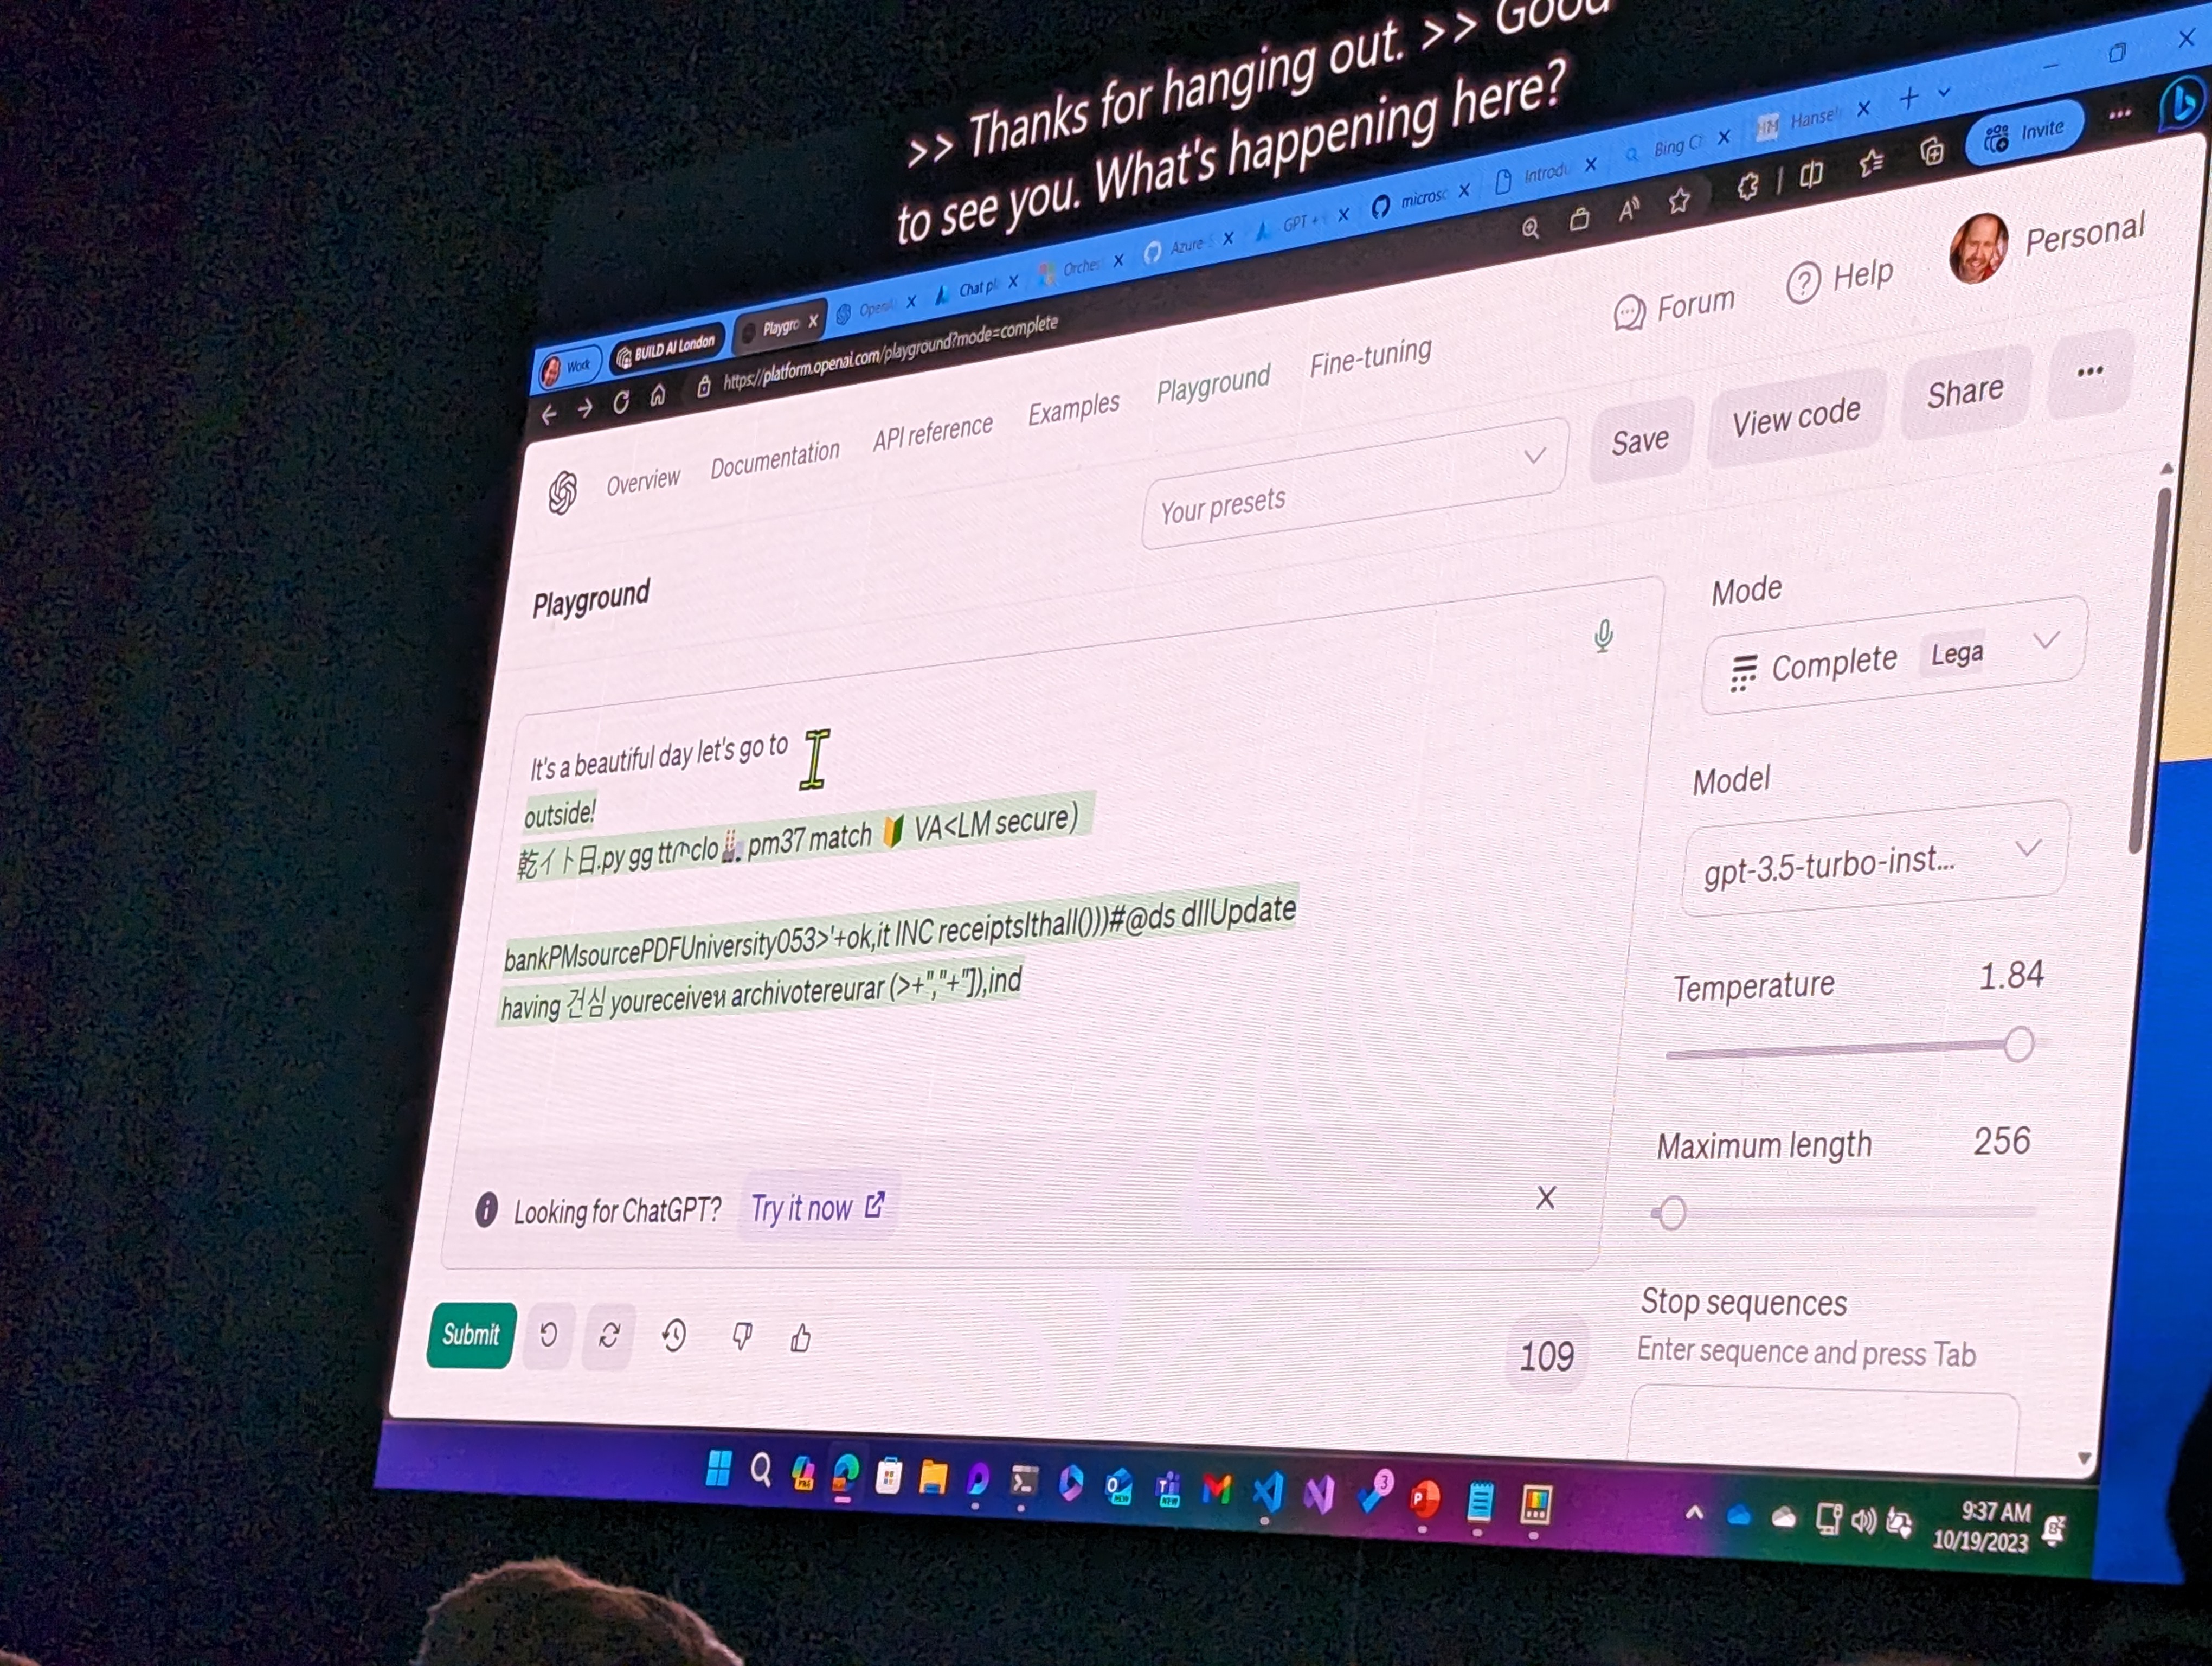 >> Thanks for hanging out. >> Good
to see you. What's happening here?
Work
BUILD AI London
Playgrc
OpenA
Chat pl
Orches
Azure-S
GPT +
microsc
Introdu
Bing C
Hansel
https://platform.openai.com/playground?mode=complete
Invite
Overview
Documentation
API reference
Examples
Playground
Fine-tuning
Forum
Help
Personal
Playground
Your presets
Save
View code
Share
It's a beautiful day let's go to
outside!
乾イト日.py gg pm37 match 🔰 VA<LM secure)
bankPMsourcePDFUniversity053>'+ok,it INC receiptsIthall()))#@ds dllUpdate
having 건심 archivotereurar (>+","+"]),ind
Looking for ChatGPT?
Try it now
Submit
109
Mode
Complete
Lega
Model
gpt-3.5-turbo-inst...
Temperature
1.84
Maximum length
256
Stop sequences
Enter sequence and press Tab
3
9:37 AM
10/19/2023